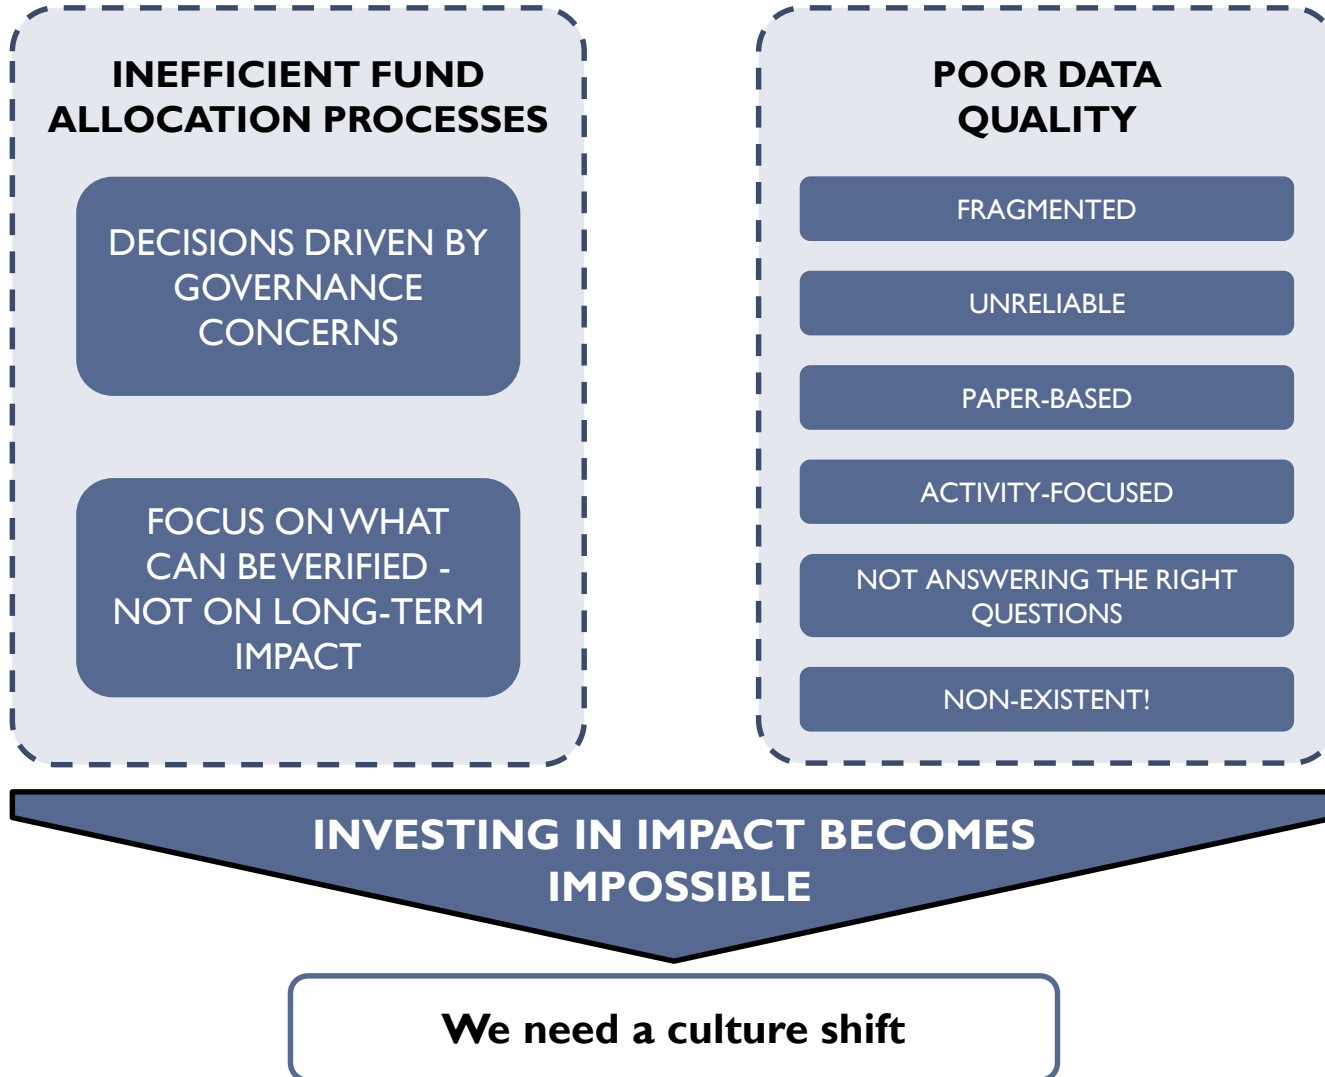 INEFFICIENT FUND
ALLOCATION PROCESSES
DECISIONS DRIVEN BY
GOVERNANCE
CONCERNS
FOCUS ON WHAT
CAN BE VERIFIED -
NOT ON LONG-TERM
IMPACT
POOR DATA
QUALITY
FRAGMENTED
UNRELIABLE
PAPER-BASED
ACTIVITY-FOCUSED
NOT ANSWERING THE RIGHT
QUESTIONS
NON-EXISTENT!
INVESTING IN IMPACT BECOMES
IMPOSSIBLE
We need a culture shift